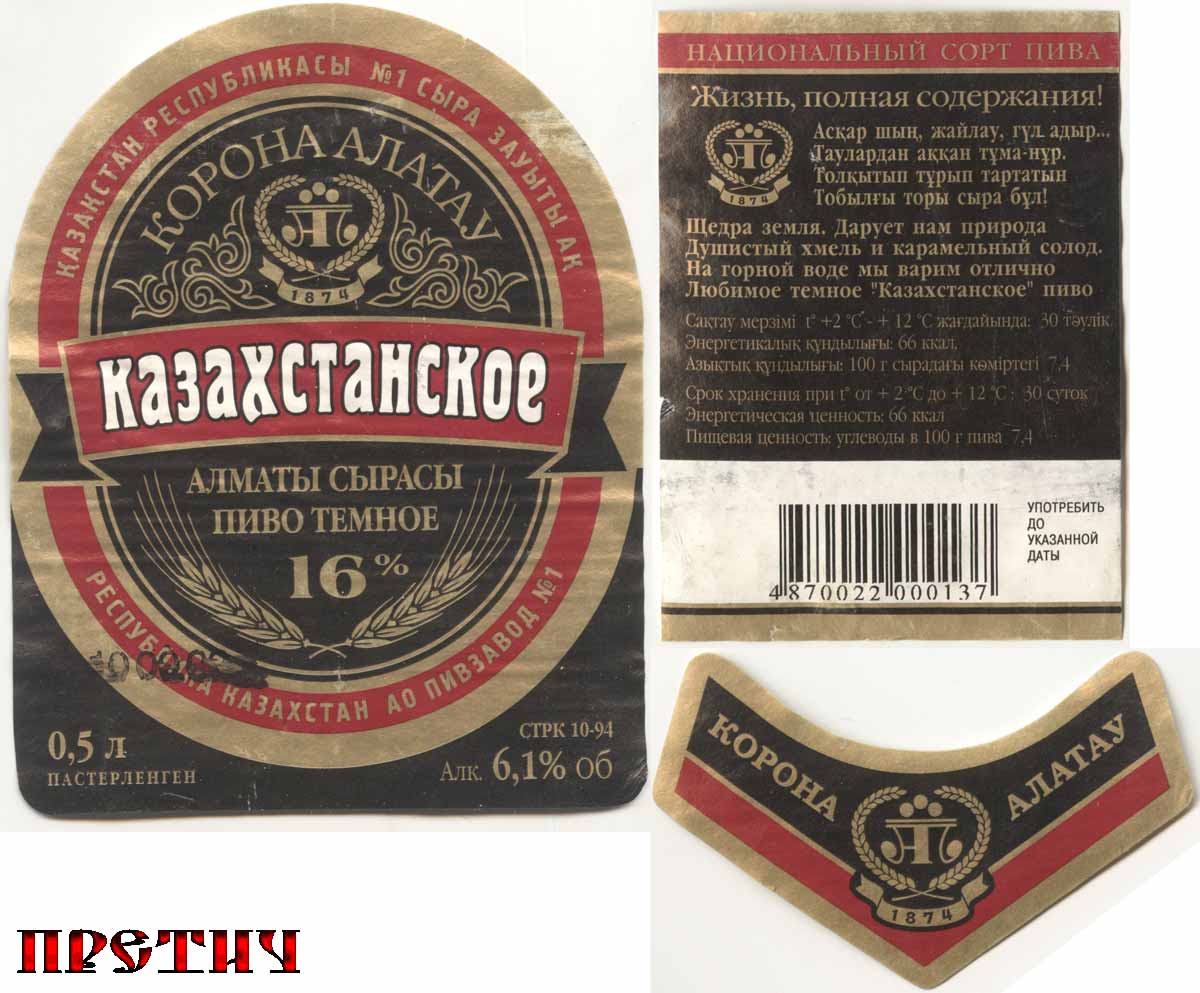 ҚАЗАҚСТАН РЕСПУБЛИКАСЫ №1 СЫРА ЗАУЫТЫ АҚ
КОРОНА АЛАТАУ
1874
Казахстанское
АЛМАТЫ СЫРАСЫ
ПИВО ТЕМНОЕ
16%
РЕСПУБЛИКА КАЗАХСТАН АО ПИВЗАВОД №1
0,5 л
ПАСТЕРЛЕНГЕН
СТРК 10-94
Алк. 6,1% об
НАЦИОНАЛЬНЫЙ СОРТ ПИВА
Жизнь, полная содержания!
1874
Асқар шың, жайлау, гүл адыр...
Таулардан аққан тұма-нұр.
Толқытып тұрып тартатын
Тобылғы торы сыра бұл!
Щедра земля. Дарует нам природа
Душистый хмель и карамельный солод.
На горной воде мы варим отлично
Любимое темное "Казахстанское" пиво
Сақтау мерзімі t° +2 °C - + 12 °C жағдайында: 30 тәулік
Энергетикалық құндылығы: 66 ккал,
Азықтық құндылығы: 100 г сырадағы көміртегі 7,4
Срок хранения при t° от + 2 °C до + 12 °C : 30 суток
Энергетическая ценность: 66 ккал
Пищевая ценность: углеводы в 100 г пива 7,4
УПОТРЕБИТЬ
ДО
УКАЗАННОЙ
ДАТЫ
4 870022 000137
КОРОНА АЛАТАУ
1874
ПРЕТИЧ